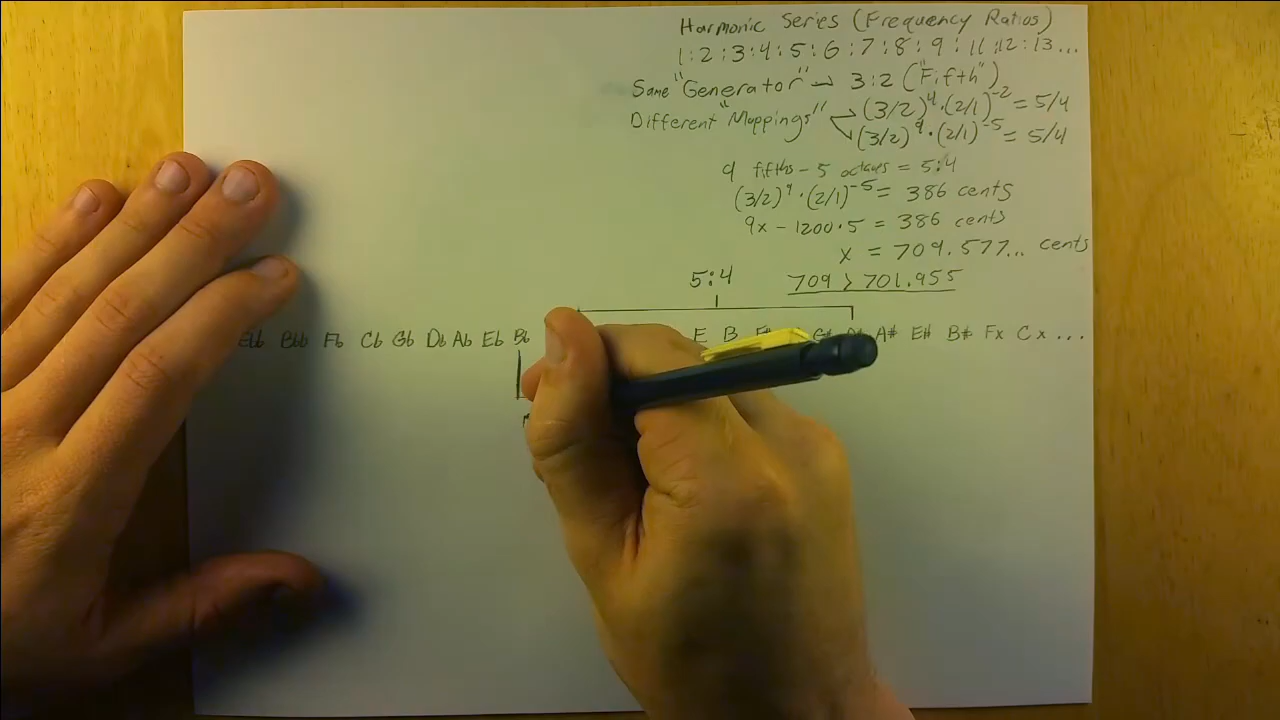 Harmonic Series (Frequency Ratios)
1:2:3:4:5:6:7:8:9:11:12:13...
Same "Generator" → 3:2 ("Fifth")
Different "Mappings" (3/2)⁴·(2/1)⁻² = 5/4
(3/2)⁹·(2/1)⁻⁵ = 5/4
9 fifths - 5 octaves = 5:4
(3/2)⁹·(2/1)⁻⁵ = 386 cents
9x - 1200·5 = 386 cents
x = 709.577... cents
5:4 709 > 701.955
Ebb Bbb Fb Cb Gb Db Ab Eb Bb E B F# G# D# A# E# B# Fx Cx ...